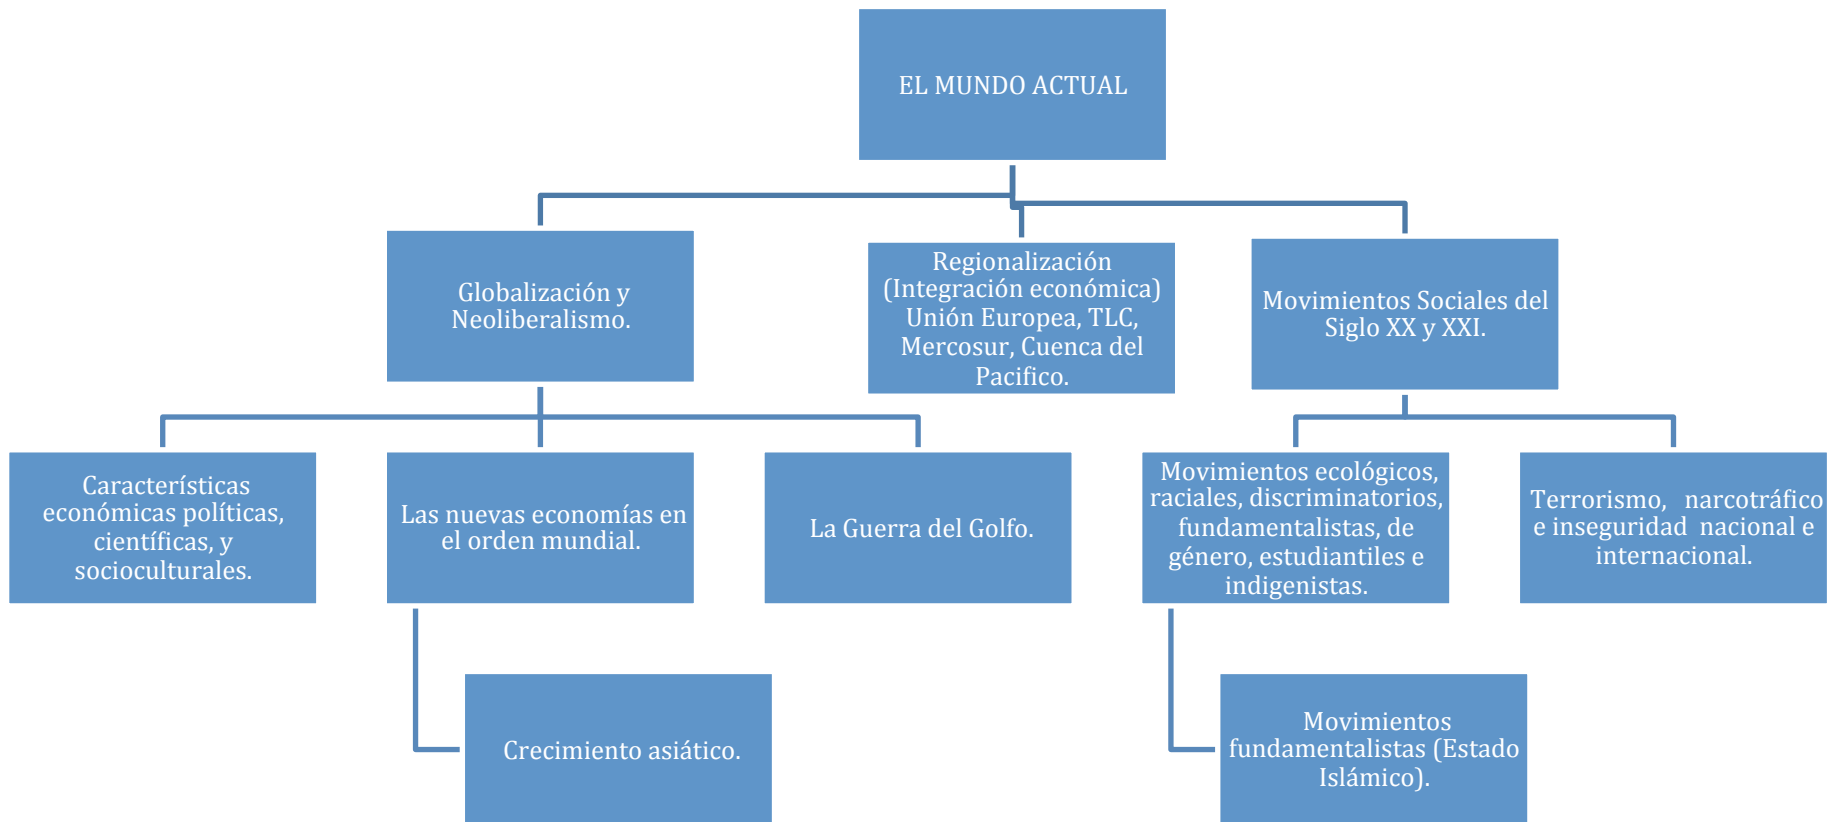 EL MUNDO ACTUAL
Globalización y
Neoliberalismo.
Regionalización
(Integración económica)
Unión Europea, TLC,
Mercosur, Cuenca del
Pacifico.
Movimientos Sociales del
Siglo XX y XXI.
Características
económicas políticas,
científicas, y
socioculturales.
Las nuevas economías en
el orden mundial.
La Guerra del Golfo.
Movimientos ecológicos,
raciales, discriminatorios,
fundamentalistas, de
género, estudiantiles e
indigenistas.
Terrorismo, narcotráfico
e inseguridad nacional e
internacional.
Crecimiento asiático.
Movimientos
fundamentalistas (Estado
Islámico).